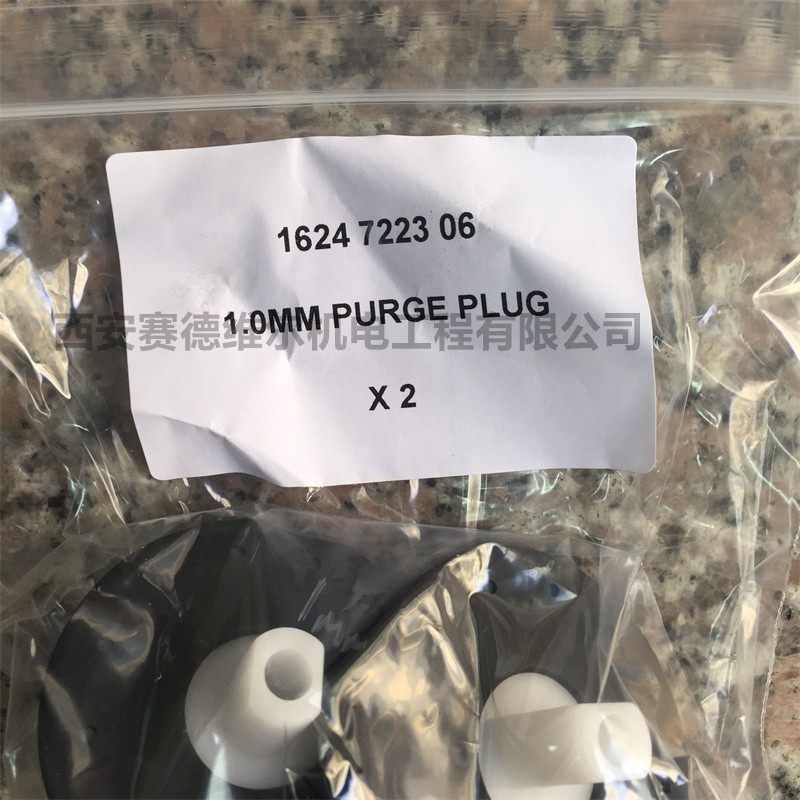 1624 7223 06
1.0MM PURGE PLUG
西安赛德维尔机电工程有限公司
X 2